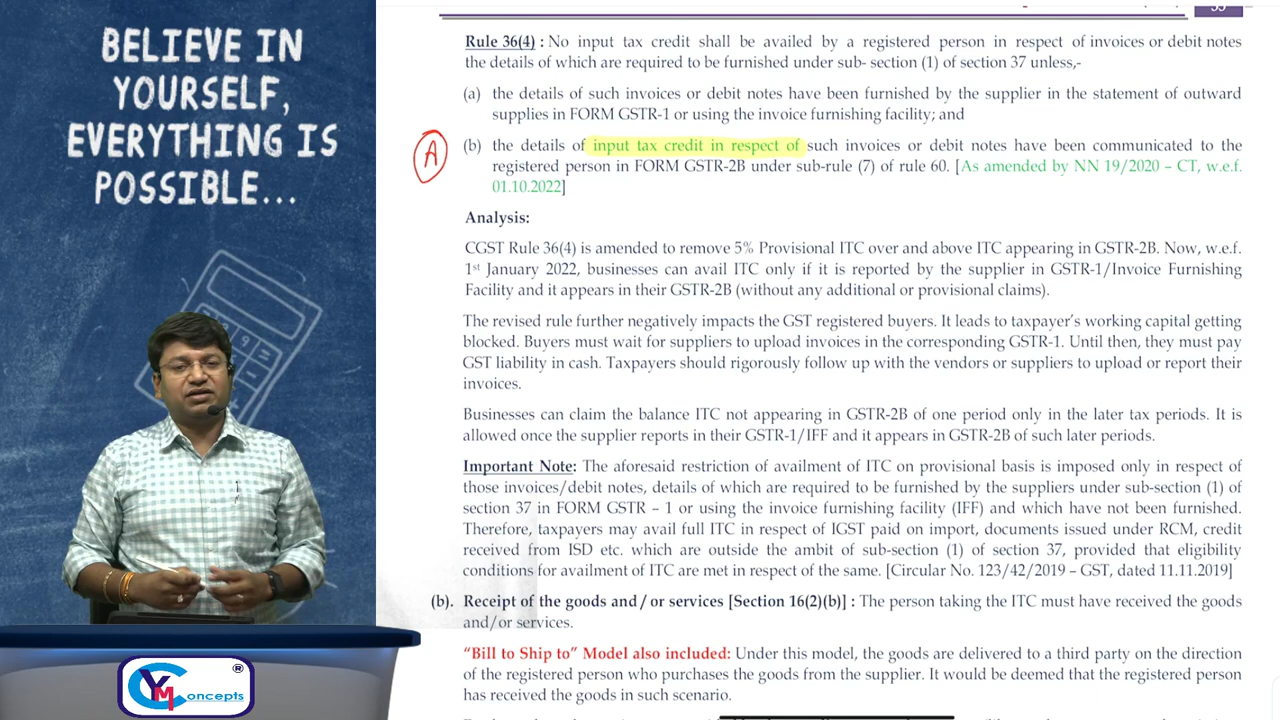 BELIEVE IN
YOURSELF,
EVERYTHING IS
POSSIBLE...
Rule 36(4) : No input tax credit shall be availed by a registered person in respect of invoices or debit notes
the details of which are required to be furnished under sub- section (1) of section 37 unless,-
(a) the details of such invoices or debit notes have been furnished by the supplier in the statement of outward
supplies in FORM GSTR-1 or using the invoice furnishing facility; and
A
(b) the details of input tax credit in respect of such invoices or debit notes have been communicated to the
registered person in FORM GSTR-2B under sub-rule (7) of rule 60. [As amended by NN 19/2020 – CT, w.e.f.
01.10.2022]
Analysis:
CGST Rule 36(4) is amended to remove 5% Provisional ITC over and above ITC appearing in GSTR-2B. Now, w.e.f.
1st January 2022, businesses can avail ITC only if it is reported by the supplier in GSTR-1/Invoice Furnishing
Facility and it appears in their GSTR-2B (without any additional or provisional claims).
The revised rule further negatively impacts the GST registered buyers. It leads to taxpayer's working capital getting
blocked. Buyers must wait for suppliers to upload invoices in the corresponding GSTR-1. Until then, they must pay
GST liability in cash. Taxpayers should rigorously follow up with the vendors or suppliers to upload or report their
invoices.
Businesses can claim the balance ITC not appearing in GSTR-2B of one period only in the later tax periods. It is
allowed once the supplier reports in their GSTR-1/IFF and it appears in GSTR-2B of such later periods.
Important Note: The aforesaid restriction of availment of ITC on provisional basis is imposed only in respect of
those invoices/debit notes, details of which are required to be furnished by the suppliers under sub-section (1) of
section 37 in FORM GSTR – 1 or using the invoice furnishing facility (IFF) and which have not been furnished.
Therefore, taxpayers may avail full ITC in respect of IGST paid on import, documents issued under RCM, credit
received from ISD etc. which are outside the ambit of sub-section (1) of section 37, provided that eligibility
conditions for availment of ITC are met in respect of the same. [Circular No. 123/42/2019 – GST, dated 11.11.2019]
(b). Receipt of the goods and/or services [Section 16(2)(b)] : The person taking the ITC must have received the goods
and/or services.
"Bill to Ship to" Model also included: Under this model, the goods are delivered to a third party on the direction
of the registered person who purchases the goods from the supplier. It would be deemed that the registered person
has received the goods in such scenario.
YMConcepts ®